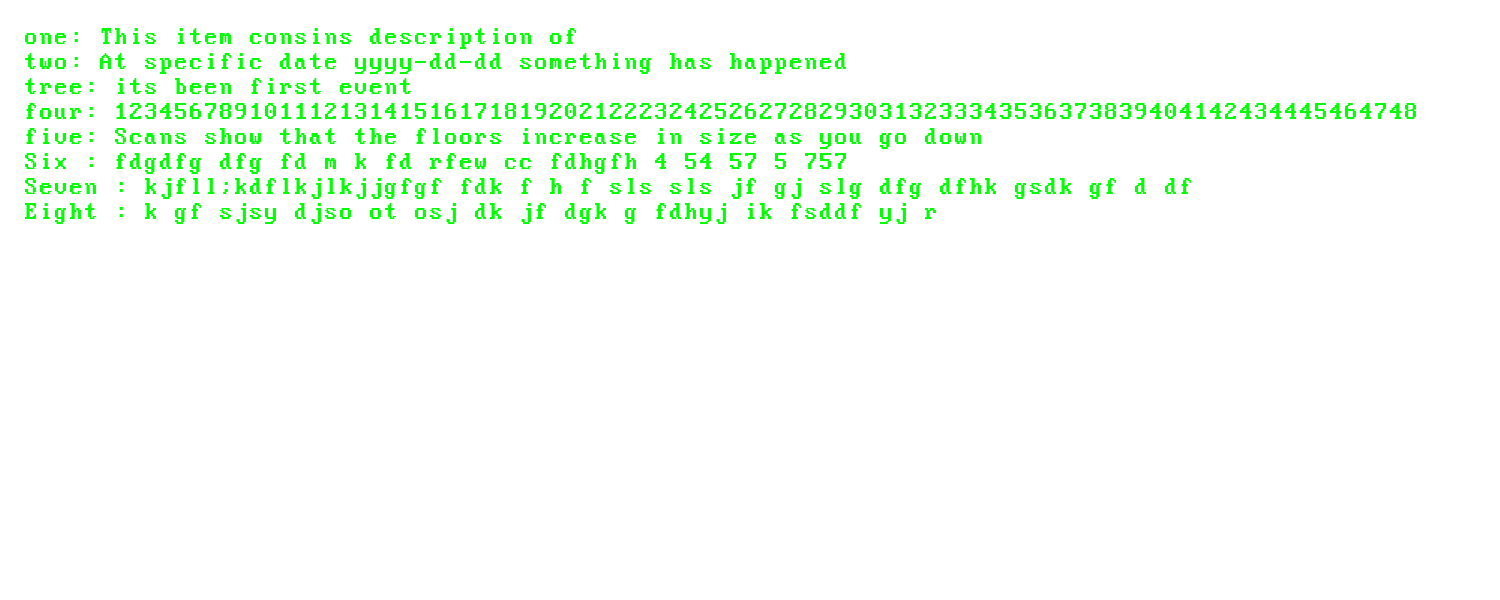 one: This item consins description of
two: At specific date yyyy-dd-dd something has happened
tree: its been first event
four: 123456789101112131415161718192021222324252627282930313233343536373839404142434445464748
five: Scans show that the floors increase in size as you go down
Six : fdgdfg dfg fd m k fd rfew cc fdhgfh 4 54 57 5 757
Seven : kjfll;kdflkjlkjjgfgf fdk f h f sls sls jf gj slg dfg dfhk gsdk gf d df
Eight : k gf sjsy djso ot osj dk jf dgk g fdhyj ik fsddf yj r